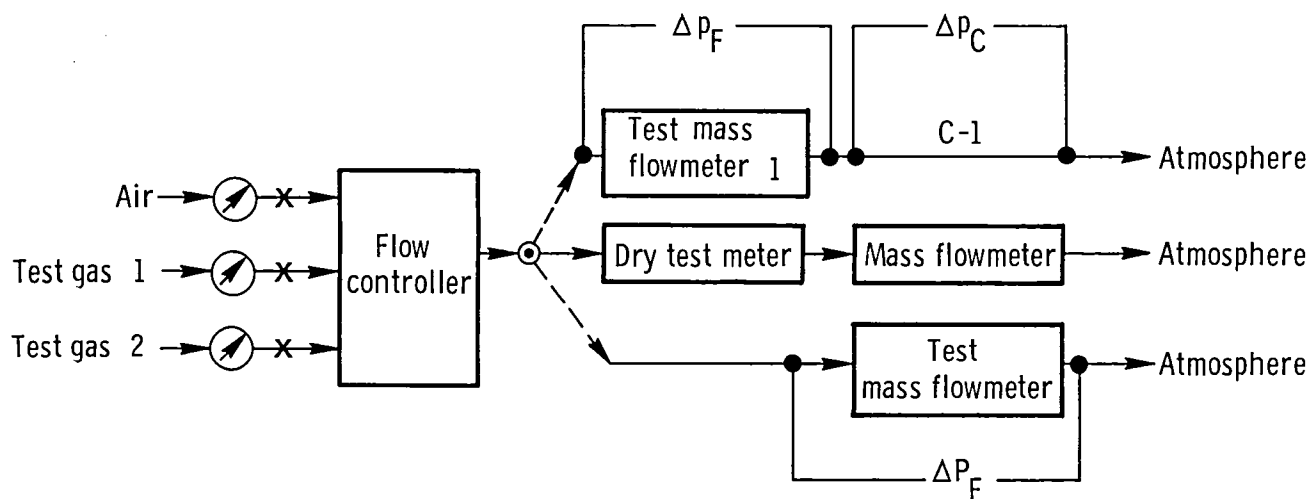 Δp_F
Δp_C
Test mass
flowmeter 1
C-1
Atmosphere
Air
Flow
controller
Dry test meter
Mass flowmeter
Atmosphere
Test gas 1
Test gas 2
Test
mass flowmeter
Atmosphere
ΔP_F